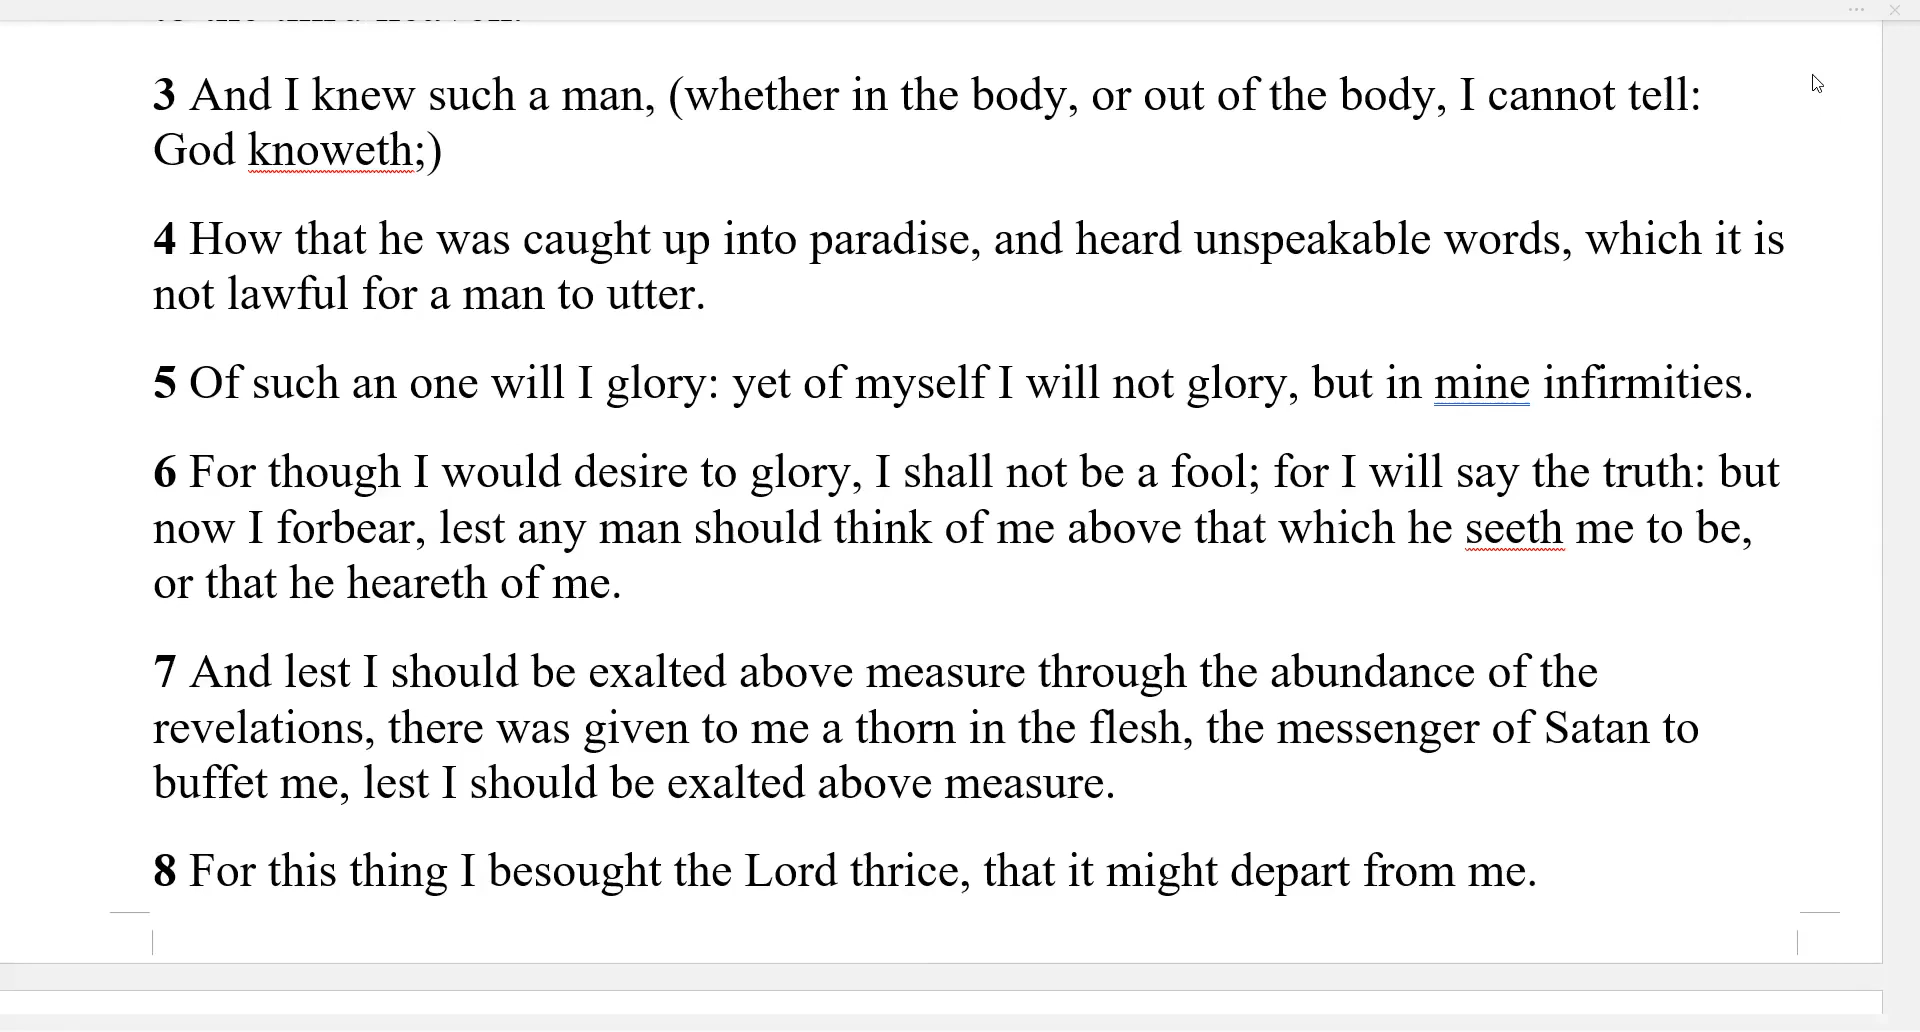 3 And I knew such a man, (whether in the body, or out of the body, I cannot tell:
God knoweth;)
4 How that he was caught up into paradise, and heard unspeakable words, which it is
not lawful for a man to utter.
5 Of such an one will I glory: yet of myself I will not glory, but in mine infirmities.
6 For though I would desire to glory, I shall not be a fool; for I will say the truth: but
now I forbear, lest any man should think of me above that which he seeth me to be,
or that he heareth of me.
7 And lest I should be exalted above measure through the abundance of the
revelations, there was given to me a thorn in the flesh, the messenger of Satan to
buffet me, lest I should be exalted above measure.
8 For this thing I besought the Lord thrice, that it might depart from me.